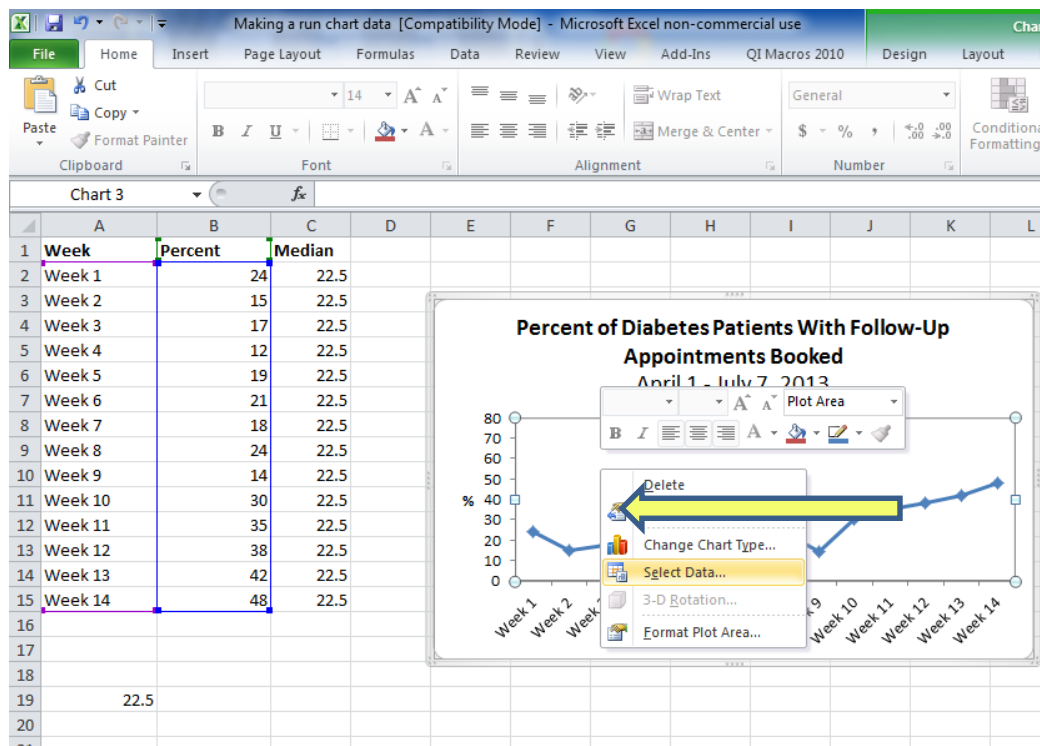 Making a run chart data [Compatibility Mode] - Microsoft Excel non-commercial use
File Home Insert Page Layout Formulas Data Review View Add-Ins QI Macros 2010 Design Layout
Cut
Copy
Format Painter
Paste
Clipboard
14 A A
B I U A
Font
Wrap Text
Merge & Center
Alignment
General
$ % , .0 .00 .00 .0
Number
Formatting
Chart 3 fx
A B C D E F G H I J K L
1 Week Percent Median
2 Week 1 24 22.5
3 Week 2 15 22.5
4 Week 3 17 22.5
5 Week 4 12 22.5
6 Week 5 19 22.5
7 Week 6 21 22.5
8 Week 7 18 22.5
9 Week 8 24 22.5
10 Week 9 14 22.5
11 Week 10 30 22.5
12 Week 11 35 22.5
13 Week 12 38 22.5
14 Week 13 42 22.5
15 Week 14 48 22.5
16
17
18
19 22.5
20
Percent of Diabetes Patients With Follow-Up
Appointments Booked
April 1 - July 7, 2013
A A Plot Area
B I A
80
70
60
50
% 40
30
20
10
0
Delete
Change Chart Type...
Select Data...
3-D Rotation...
Format Plot Area...
Week 1 Week 2 Week 10 Week 11 Week 12 Week 13 Week 14